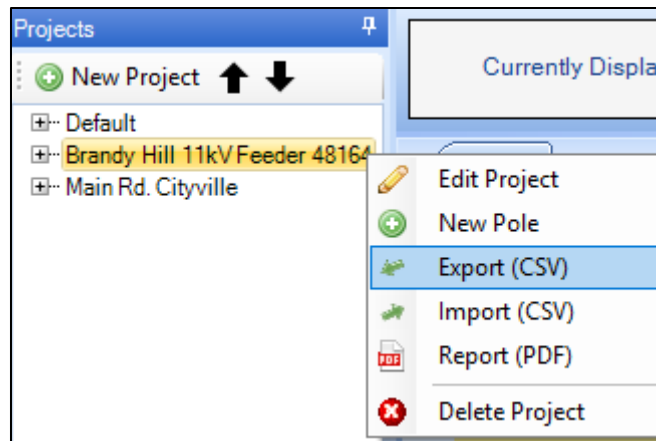 Projects
Currently Displa
New Project
Default
Brandy Hill 11kV Feeder 48164
Main Rd. Cityville
Edit Project
New Pole
Export (CSV)
Import (CSV)
PDF
Report (PDF)
Delete Project